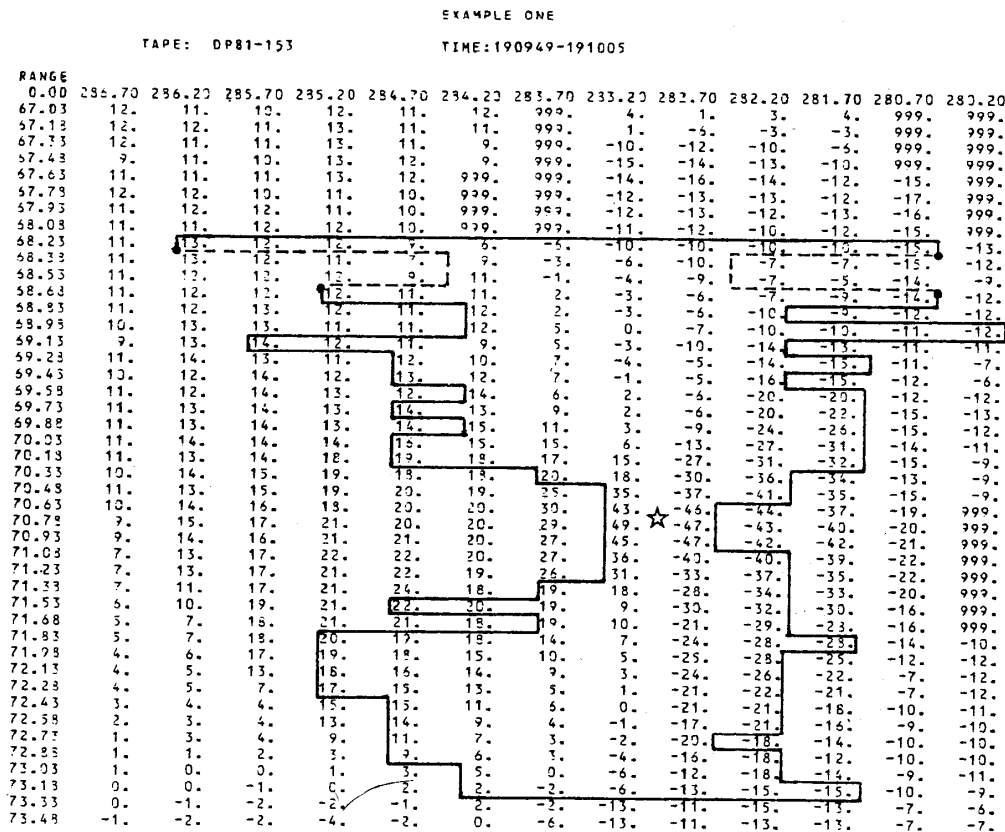 EXAMPLE ONE
TAPE: DP81-153 TIME:190949-191005
RANGE
0.00 286.70 286.20 285.70 285.20 284.70 284.20 283.70 283.20 282.70 282.20 281.70 280.70 280.20
67.03 12. 11. 10. 12. 11. 12. 999. 4. 1. 3. 4. 999. 999.
67.18 12. 12. 11. 13. 11. 11. 999. 1. -6. -3. -3. 999. 999.
67.33 12. 11. 11. 13. 11. 9. 999. -10. -12. -10. -6. 999. 999.
67.48 9. 11. 10. 13. 12. 9. 999. -15. -14. -13. -10. 999. 999.
67.63 11. 11. 11. 13. 12. 999. 999. -14. -16. -14. -12. -15. 999.
67.78 12. 12. 10. 11. 10. 999. 999. -12. -13. -13. -12. -17. 999.
67.93 11. 12. 12. 11. 10. 999. 999. -12. -13. -12. -13. -16. 999.
68.08 11. 11. 12. 12. 10. 999. 999. -11. -12. -10. -12. -15. 999.
68.23 11. 13. 12. 12. 9. 6. -6. -10. -10. -10. -10. -15. -13.
68.38 11. 13. 12. 11. 7. 9. -3. -6. -10. -7. -7. -15. -12.
68.53 11. 12. 12. 12. 9. 11. -1. -4. -9. -7. -5. -14. -9.
68.68 11. 12. 12. 12. 11. 11. 2. -3. -6. -7. -9. -14. -12.
68.83 11. 12. 13. 12. 11. 12. 2. -3. -6. -10. -9. -12. -12.
68.98 10. 13. 13. 11. 11. 12. 5. 0. -7. -10. -10. -11. -12.
69.13 9. 13. 14. 12. 11. 9. 5. -3. -10. -14. -13. -11. -11.
69.28 11. 14. 13. 11. 12. 10. 7. -4. -5. -14. -15. -11. -7.
69.43 10. 12. 14. 12. 13. 12. 7. -1. -5. -16. -15. -12. -6.
69.58 11. 12. 14. 13. 12. 14. 6. 2. -6. -20. -20. -12. -12.
69.73 11. 13. 14. 13. 14. 13. 9. 2. -6. -20. -22. -15. -13.
69.88 11. 13. 14. 13. 14. 15. 11. 3. -9. -24. -26. -15. -12.
70.03 11. 14. 14. 14. 16. 15. 15. 6. -13. -27. -31. -14. -11.
70.18 11. 13. 14. 18. 19. 18. 17. 15. -27. -31. -32. -15. -9.
70.33 10. 14. 15. 19. 18. 18. 20. 18. -30. -36. -34. -13. -9.
70.48 11. 13. 15. 19. 20. 19. 25. 35. -37. -41. -35. -15. -9.
70.63 10. 14. 16. 18. 20. 20. 30. 43. -46. -44. -37. -19. 999.
70.78 9. 15. 17. 21. 20. 20. 29. 49. -47. -43. -40. -20. 999.
70.93 9. 14. 16. 21. 21. 20. 27. 45. -47. -42. -42. -21. 999.
71.08 7. 13. 17. 22. 22. 20. 27. 36. -40. -40. -39. -22. 999.
71.23 7. 13. 17. 21. 22. 19. 26. 31. -33. -37. -35. -22. 999.
71.38 7. 11. 17. 21. 24. 18. 19. 18. -28. -34. -33. -20. 999.
71.53 6. 10. 19. 21. 22. 20. 19. 9. -30. -32. -30. -16. 999.
71.68 5. 7. 18. 21. 21. 18. 19. 10. -21. -29. -23. -16. 999.
71.83 5. 7. 18. 20. 19. 18. 14. 7. -24. -28. -28. -14. -10.
71.98 4. 6. 17. 19. 18. 15. 10. 5. -25. -28. -25. -12. -12.
72.13 4. 5. 13. 18. 16. 14. 9. 3. -24. -26. -22. -7. -12.
72.28 4. 5. 7. 17. 15. 13. 5. 1. -21. -22. -21. -7. -12.
72.43 3. 4. 4. 15. 15. 11. 6. 0. -21. -21. -18. -10. -11.
72.58 2. 3. 4. 13. 14. 9. 4. -1. -17. -21. -16. -9. -10.
72.73 1. 3. 4. 9. 11. 7. 3. -2. -20. -18. -14. -10. -10.
72.88 1. 1. 2. 3. 9. 6. 3. -4. -16. -18. -12. -10. -10.
73.03 1. 0. 0. 1. 3. 5. 0. -6. -12. -18. -14. -9. -11.
73.18 0. 0. -1. 0. 2. 2. -2. -6. -13. -15. -15. -10. -9.
73.33 0. -1. -2. -2. -1. 2. -2. -13. -11. -15. -13. -7. -6.
73.48 -1. -2. -2. -4. -2. 0. -6. -13. -11. -13. -13. -7. -7.